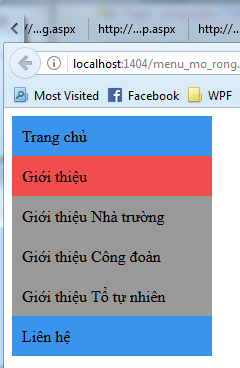 //...g.aspx http://...p.aspx http://...
localhost:1404/menu_mo_rong.
Most Visited Facebook WPF
Trang chủ
Giới thiệu
Giới thiệu Nhà trường
Giới thiệu Công đoàn
Giới thiệu Tổ tự nhiên
Liên hệ